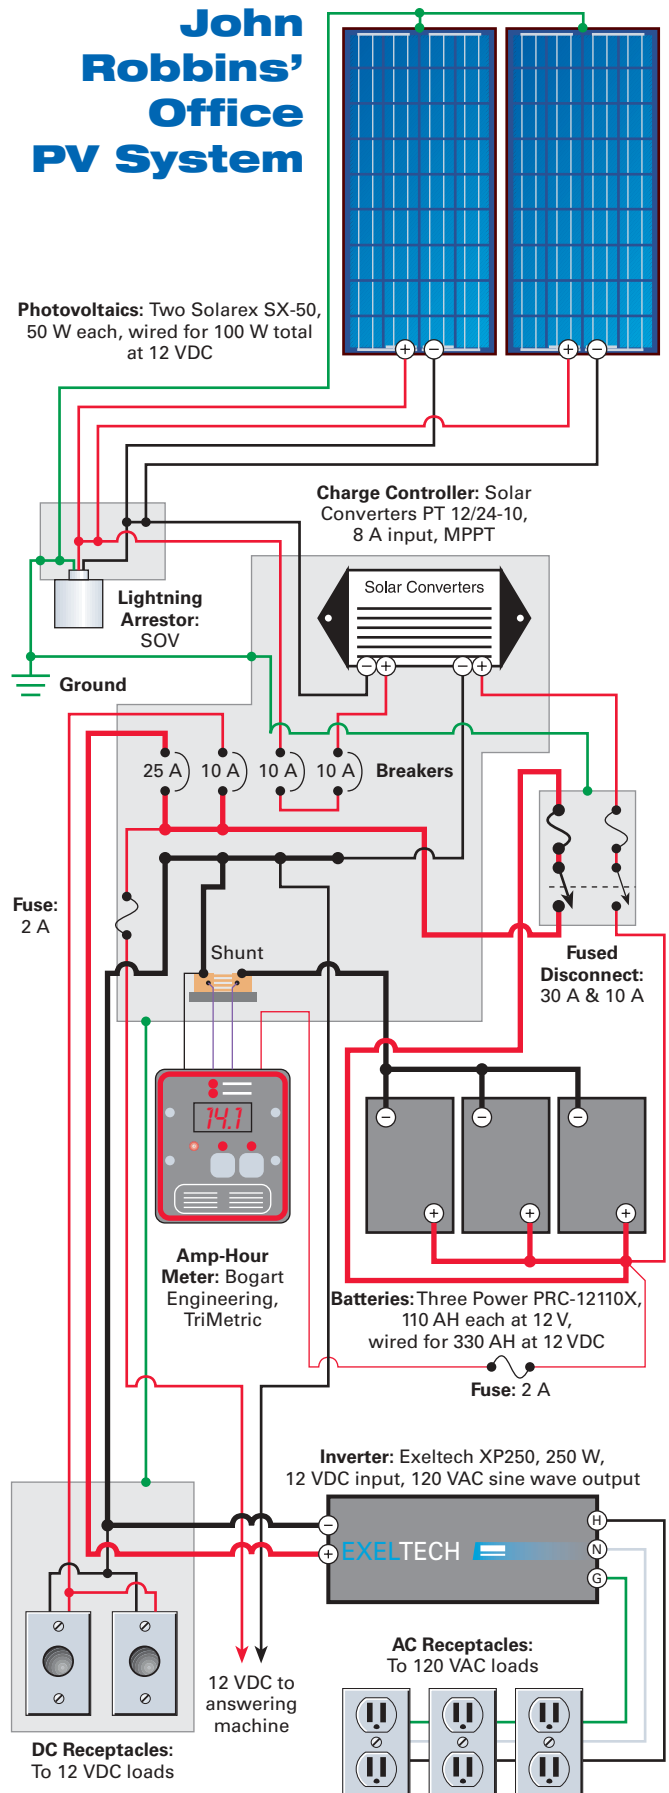 John
Robbins’
Office
PV System
Photovoltaics: Two Solarex SX-50,
50 W each, wired for 100 W total
at 12 VDC
+
−
+
−
Charge Controller: Solar
Converters PT 12/24-10,
8 A input, MPPT
Solar Converters
−
+
−
+
Lightning
Arrestor:
SOV
Ground
25 A
10 A
10 A
10 A
Breakers
Fuse:
2 A
Shunt
Fused
Disconnect:
30 A & 10 A
14.1
−
−
−
+
+
+
Amp-Hour
Meter: Bogart
Engineering,
TriMetric
Batteries: Three Power PRC-12110X,
110 AH each at 12 V,
wired for 330 AH at 12 VDC
Fuse: 2 A
Inverter: Exeltech XP250, 250 W,
12 VDC input, 120 VAC sine wave output
−
+
EXELTECH
H
N
G
AC Receptacles:
To 120 VAC loads
12 VDC to
answering
machine
DC Receptacles:
To 12 VDC loads